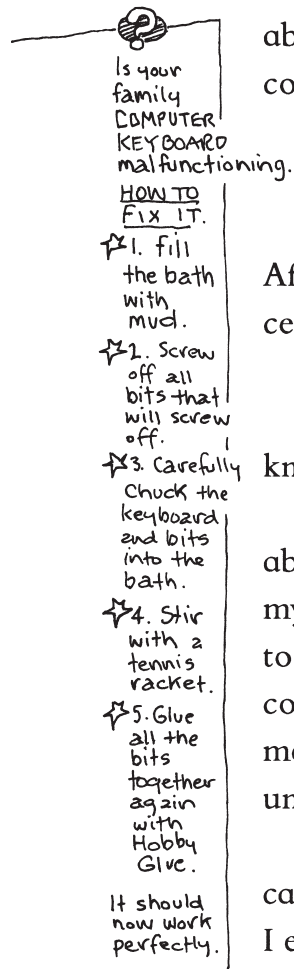 ?
Is your
family
COMPUTER
KEYBOARD
malfunctioning.
HOW TO
FIX IT.
1. Fill
the bath
with
mud.
2. Screw
off all
bits that
will screw
off.
3. Carefully
Chuck the
keyboard
and bits
into the
bath.
4. Stir
with a
tennis
racket.
5. Glue
all the
bits
together
again
with
Hobby
Glue.
It should
now work
perfectly.
ab
co
Af
ce
kn
ab
my
to
co
me
un
ca
I e